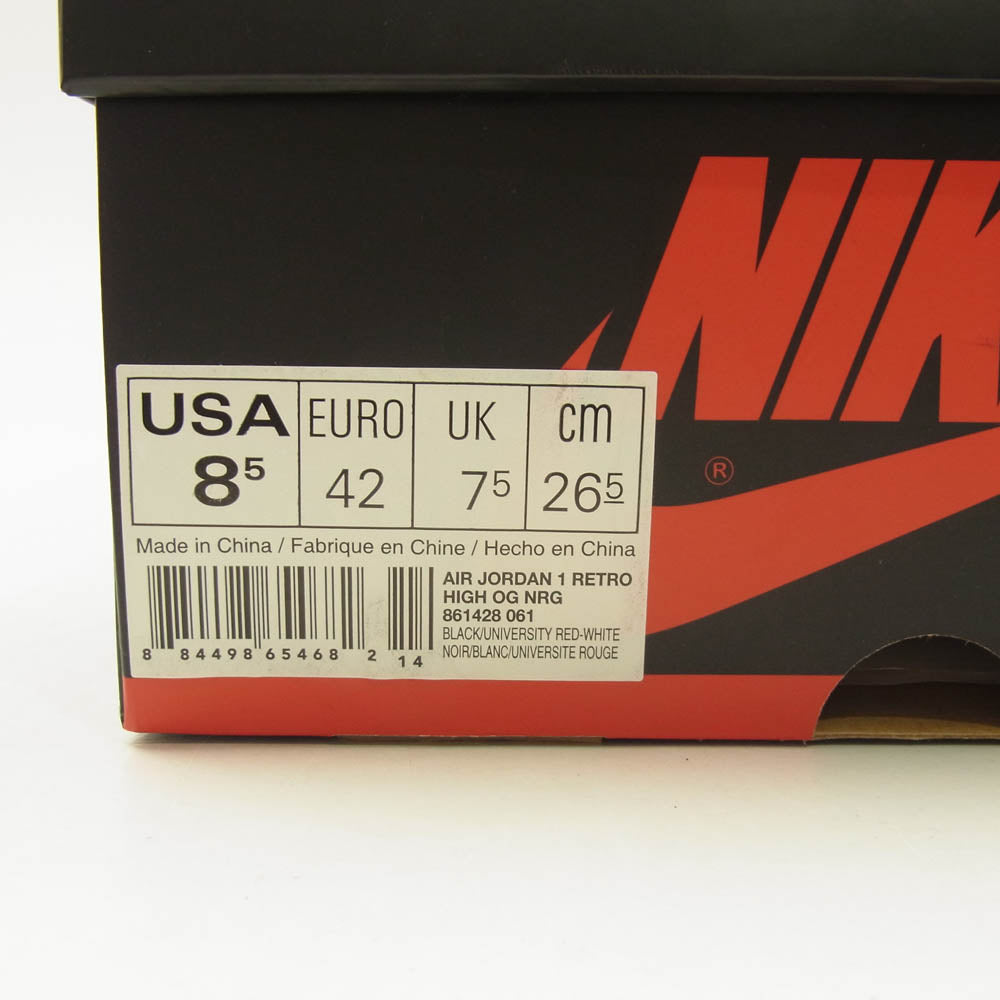 NIK
®
USA EURO UK cm
8⁵ 42 7⁵ 26⁵
Made in China / Fabrique en Chine / Hecho en China
AIR JORDAN 1 RETRO
HIGH OG NRG
861428 061
BLACK/UNIVERSITY RED-WHITE
NOIR/BLANC/UNIVERSITE ROUGE
8 84498 65468 2 14